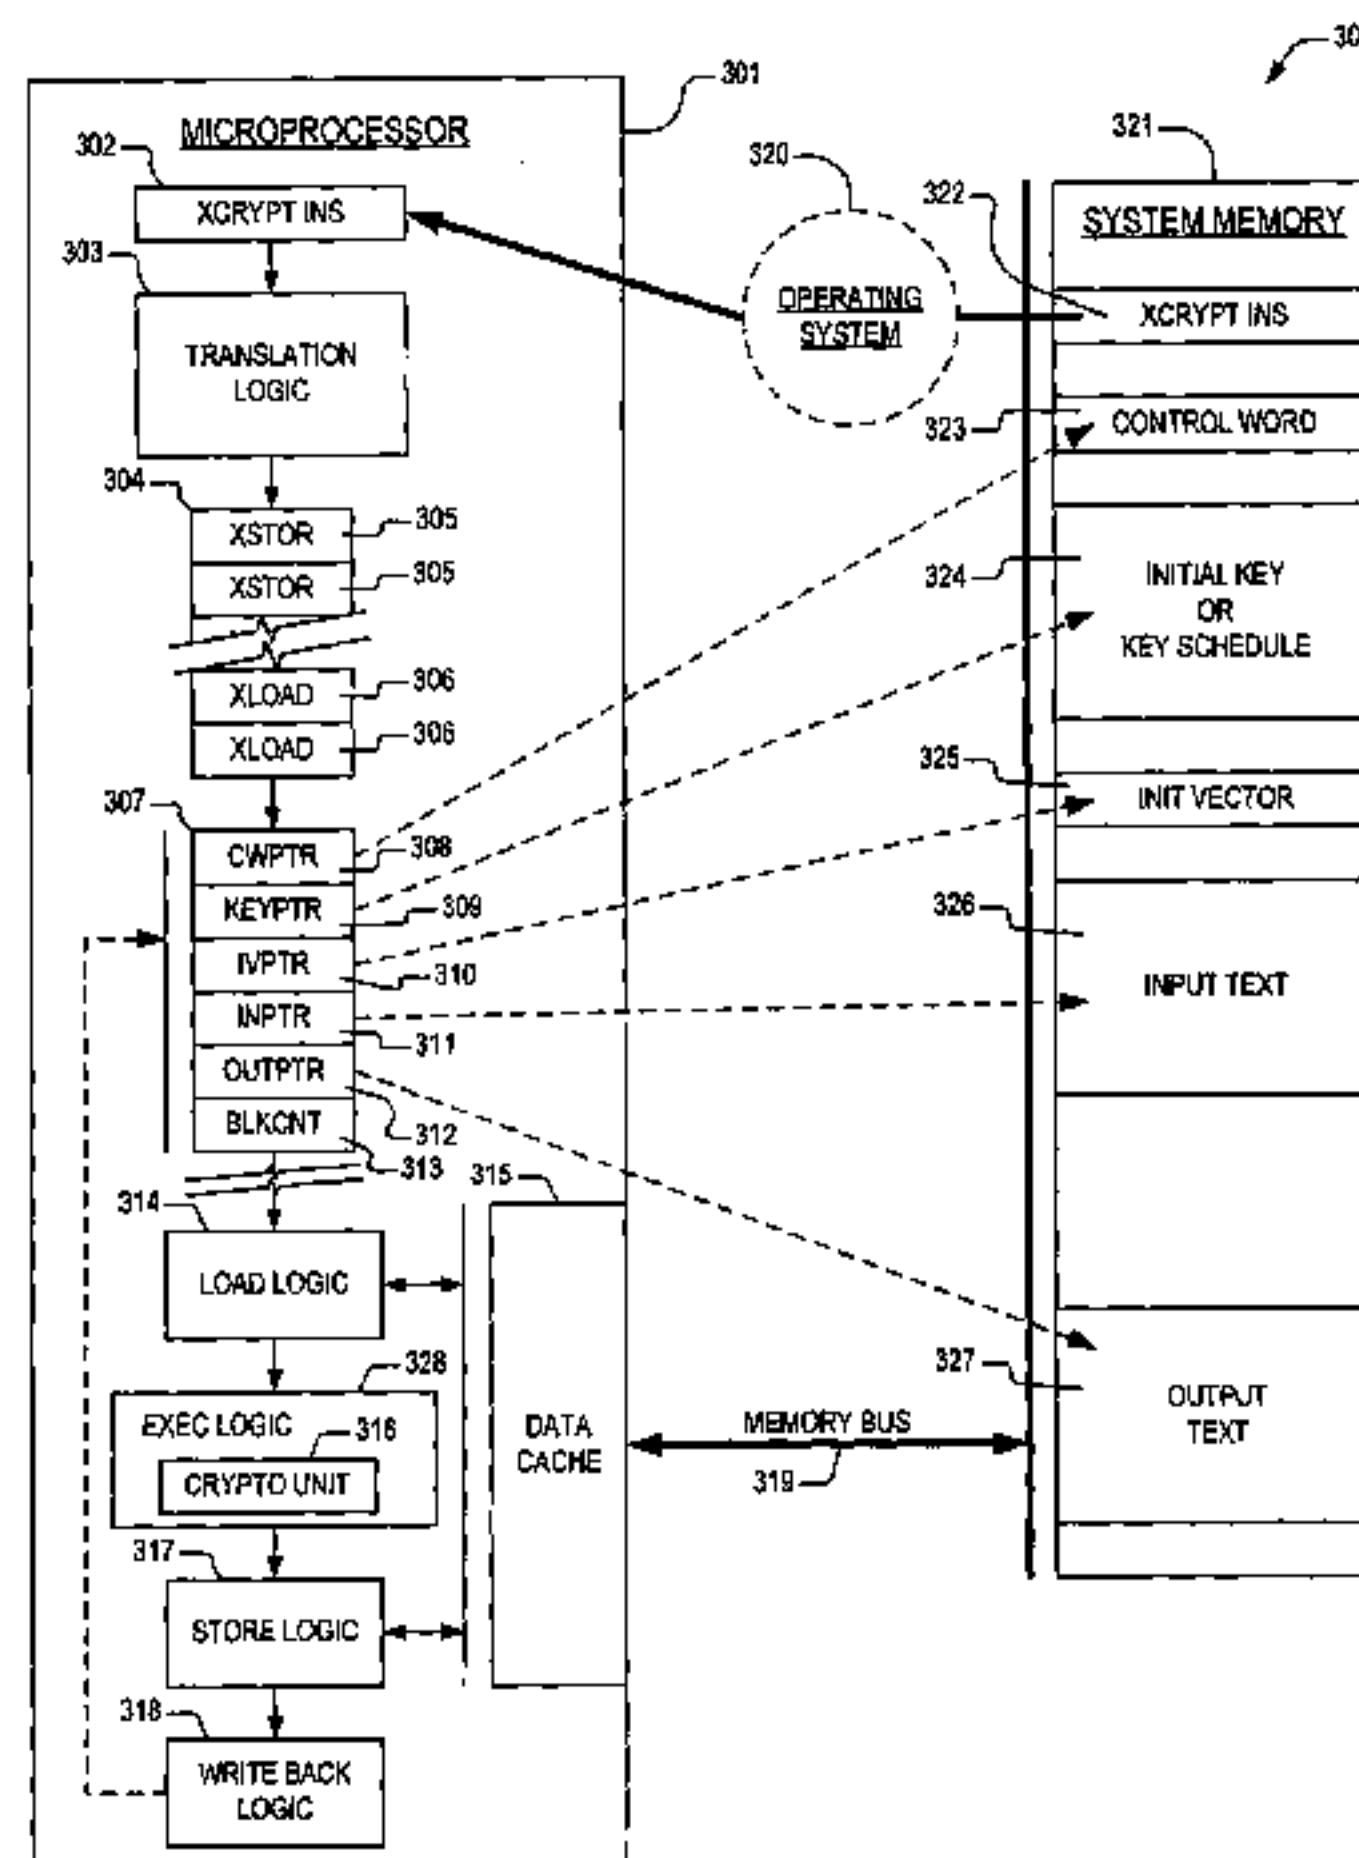 30
301
MICROPROCESSOR
302
XCRYPT INS
303
TRANSLATION
LOGIC
304
XSTOR
305
XSTOR
305
XLOAD
306
XLOAD
306
307
CWPTR
308
KEYPTR
309
IVPTR
310
INPTR
311
OUTPTR
312
BLKCNT
313
314
LOAD LOGIC
315
DATA
CACHE
328
EXEC LOGIC
316
CRYPTO UNIT
317
STORE LOGIC
318
WRITE BACK
LOGIC
320
OPERATING
SYSTEM
MEMORY BUS
319
321
SYSTEM MEMORY
322
XCRYPT INS
323
CONTROL WORD
324
INITIAL KEY
OR
KEY SCHEDULE
325
INIT VECTOR
326
INPUT TEXT
327
OUTPUT
TEXT